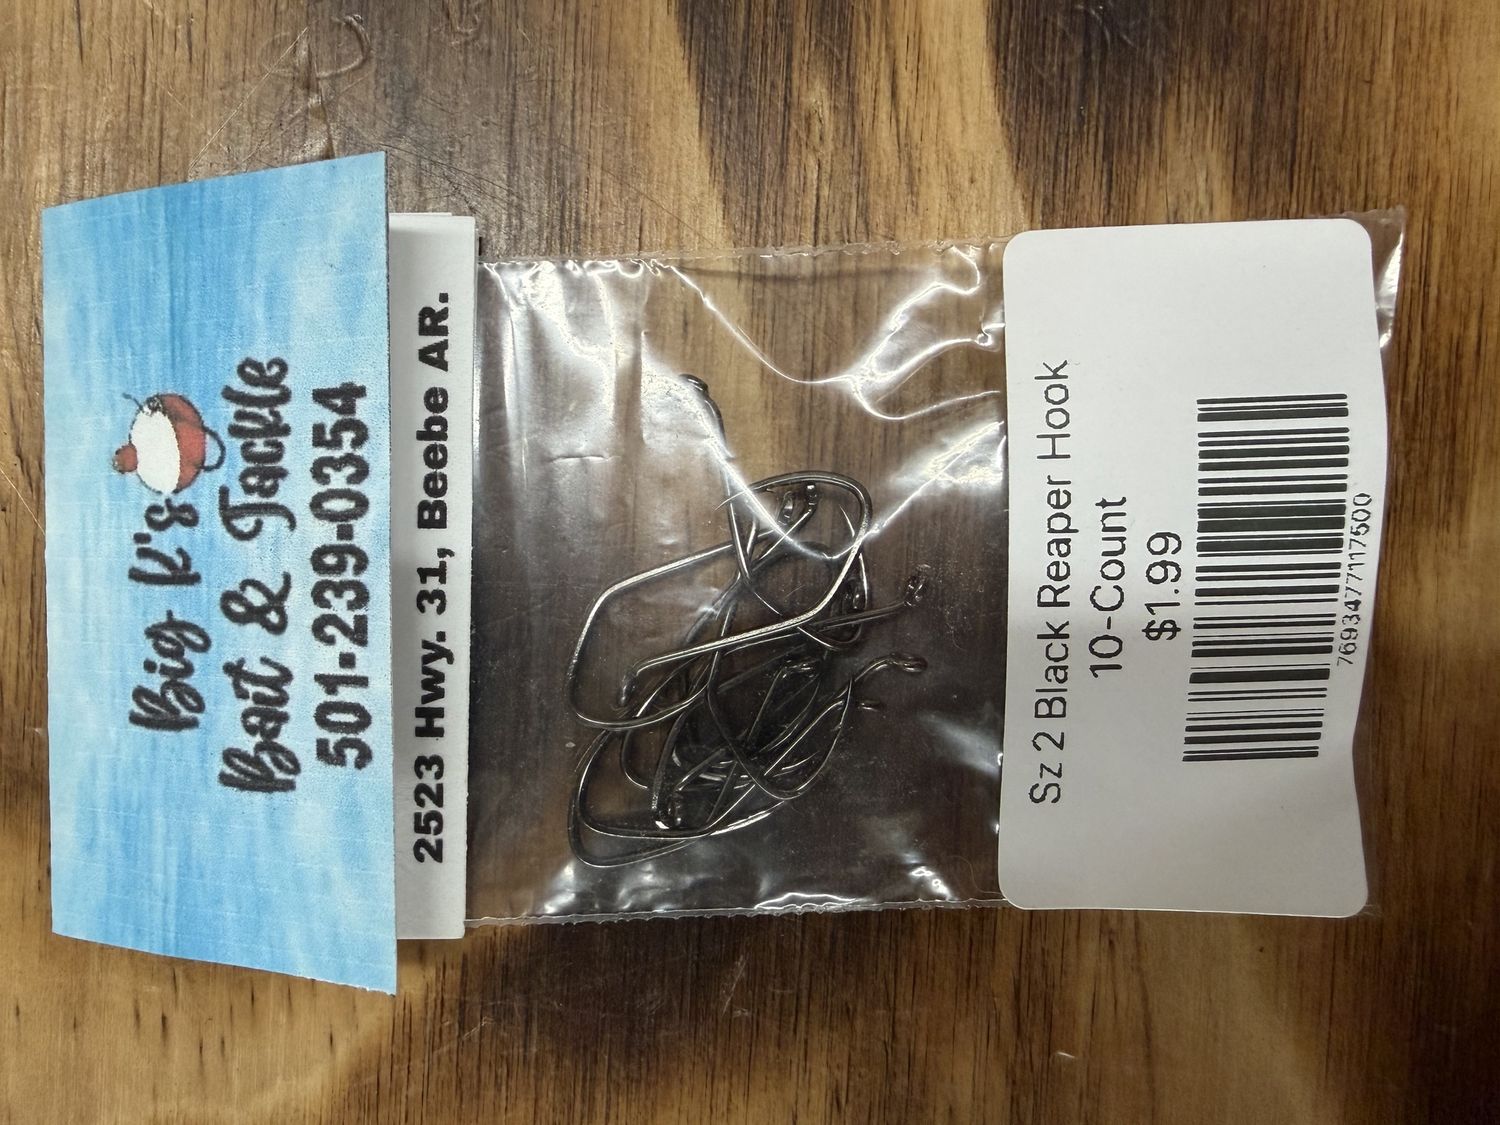 Big K's
Bait & Tackle
501-239-0354
2523 Hwy. 31, Beebe AR.
Sz 2 Black Reaper Hook
10-Count
$1.99
769347717500